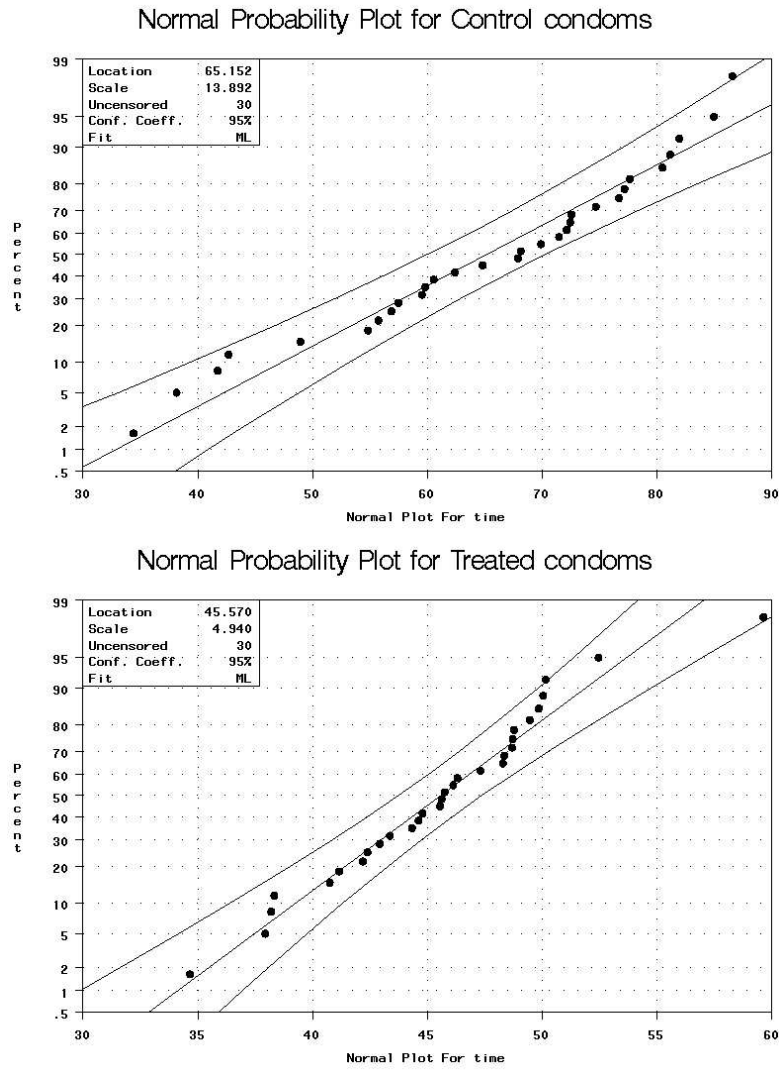 Normal Probability Plot for Control condoms
Location 65.152
Scale 13.892
Uncensored 30
Conf. Coeff. 95%
Fit ML
99
95
90
80
70
60
50
40
30
20
10
5
2
1
.5
Percent
30 40 50 60 70 80 90
Normal Plot For time
Normal Probability Plot for Treated condoms
Location 45.570
Scale 4.940
Uncensored 30
Conf. Coeff. 95%
Fit ML
99
95
90
80
70
60
50
40
30
20
10
5
2
1
.5
Percent
30 35 40 45 50 55 60
Normal Plot For time